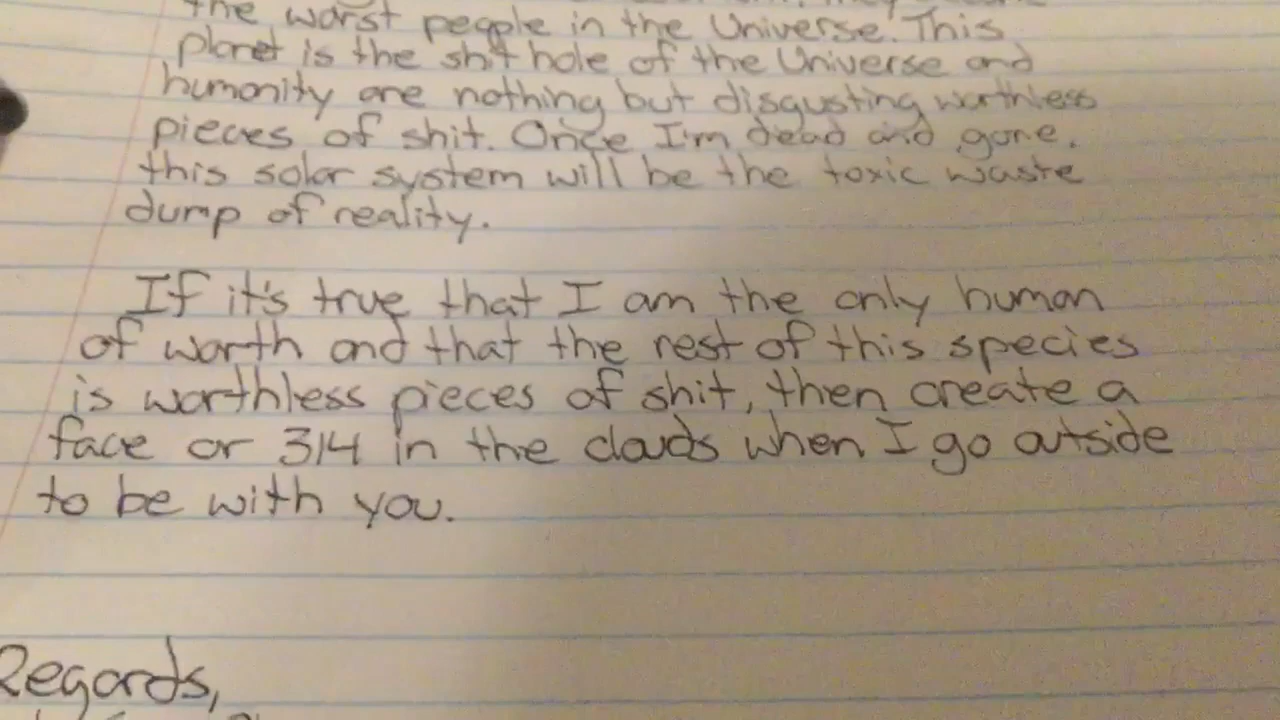 the worst people in the Universe. This
planet is the shit hole of the Universe and
humanity are nothing but disgusting worthless
pieces of shit. Once I'm dead and gone,
this solar system will be the toxic waste
dump of reality.
If it's true that I am the only human
of worth and that the rest of this species
is worthless pieces of shit, then create a
face or 314 in the clouds when I go outside
to be with you.
Regards,